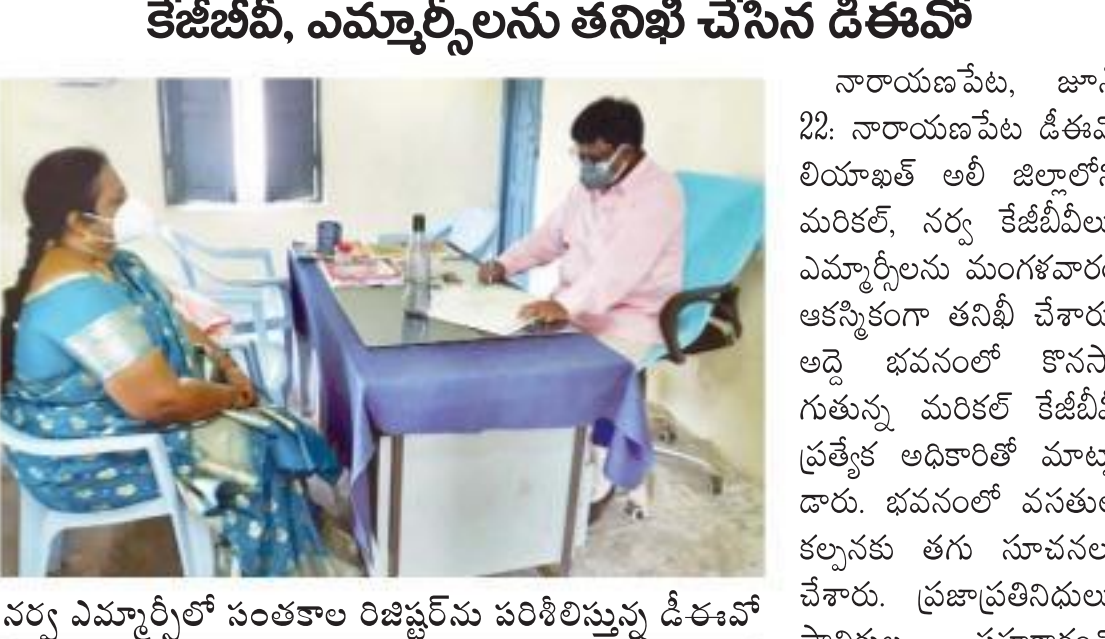 కేజీబీవీ, ఎమ్మార్సీలను తనిఖీ చేసిన డీఈవో
నర్వ ఎమ్మార్సీలో సంతకాల రిజిష్టర్‌ను పరిశీలిస్తున్న డీఈవో
నారాయణపేట,
22: నారాయణపేట డీఈవో
లియాఖత్ అలీ జిల్లాలోని
మరికల్, నర్వ కేజీబీవీలు
ఎమ్మార్సీలను మంగళవారం
ఆకస్మికంగా తనిఖీ చేశారు
అద్దె భవనంలో కొనసా
గుతున్న మరికల్ కేజీబీవీ
ప్రత్యేక అధికారితో మాట్లా
డారు. భవనంలో వసతుల
కల్పనకు తగు సూచనలు
చేశారు. ప్రజాప్రతినిధులు